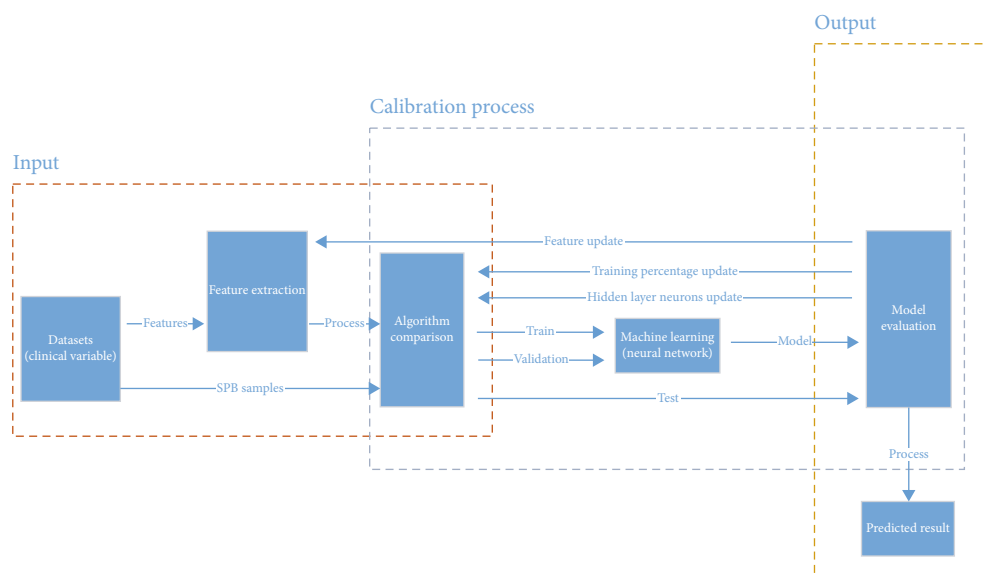 Output
Calibration process
Input
Feature update
Feature extraction
Training percentage update
Hidden layer neurons update
Datasets
(clinical variable)
Features
Process
Algorithm
comparison
Train
Validation
Machine learning
(neural network)
Model
Model
evaluation
SPB samples
Test
Process
Predicted result